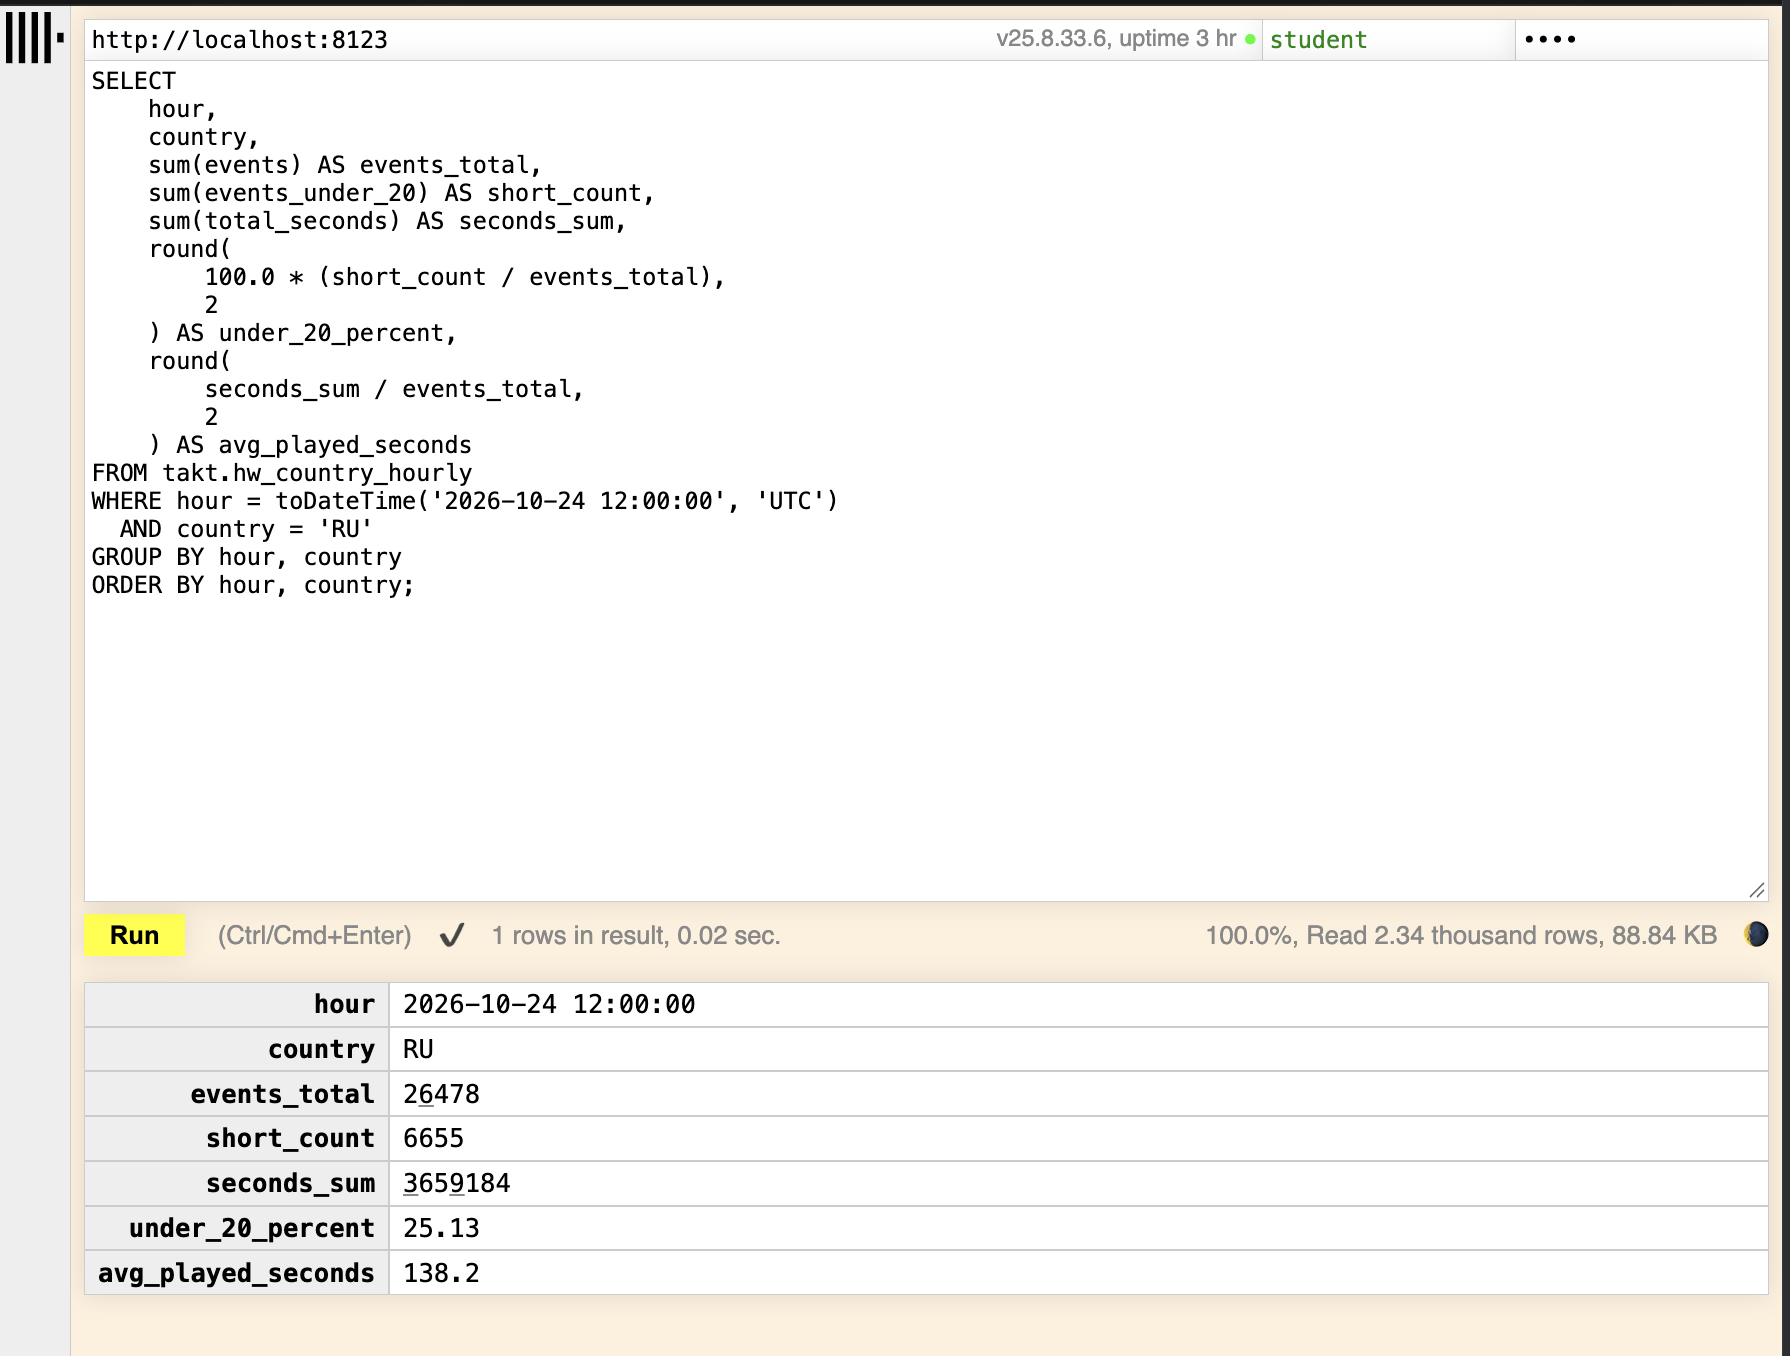 http://localhost:8123
v25.8.33.6, uptime 3 hr
student
••••
SELECT
    hour,
    country,
    sum(events) AS events_total,
    sum(events_under_20) AS short_count,
    sum(total_seconds) AS seconds_sum,
    round(
        100.0 * (short_count / events_total),
        2
    ) AS under_20_percent,
    round(
        seconds_sum / events_total,
        2
    ) AS avg_played_seconds
FROM takt.hw_country_hourly
WHERE hour = toDateTime('2026-10-24 12:00:00', 'UTC')
  AND country = 'RU'
GROUP BY hour, country
ORDER BY hour, country;
Run (Ctrl/Cmd+Enter) ✔ 1 rows in result, 0.02 sec. 100.0%, Read 2.34 thousand rows, 88.84 KB
hour 2026-10-24 12:00:00
country RU
events_total 26478
short_count 6655
seconds_sum 3659184
under_20_percent 25.13
avg_played_seconds 138.2